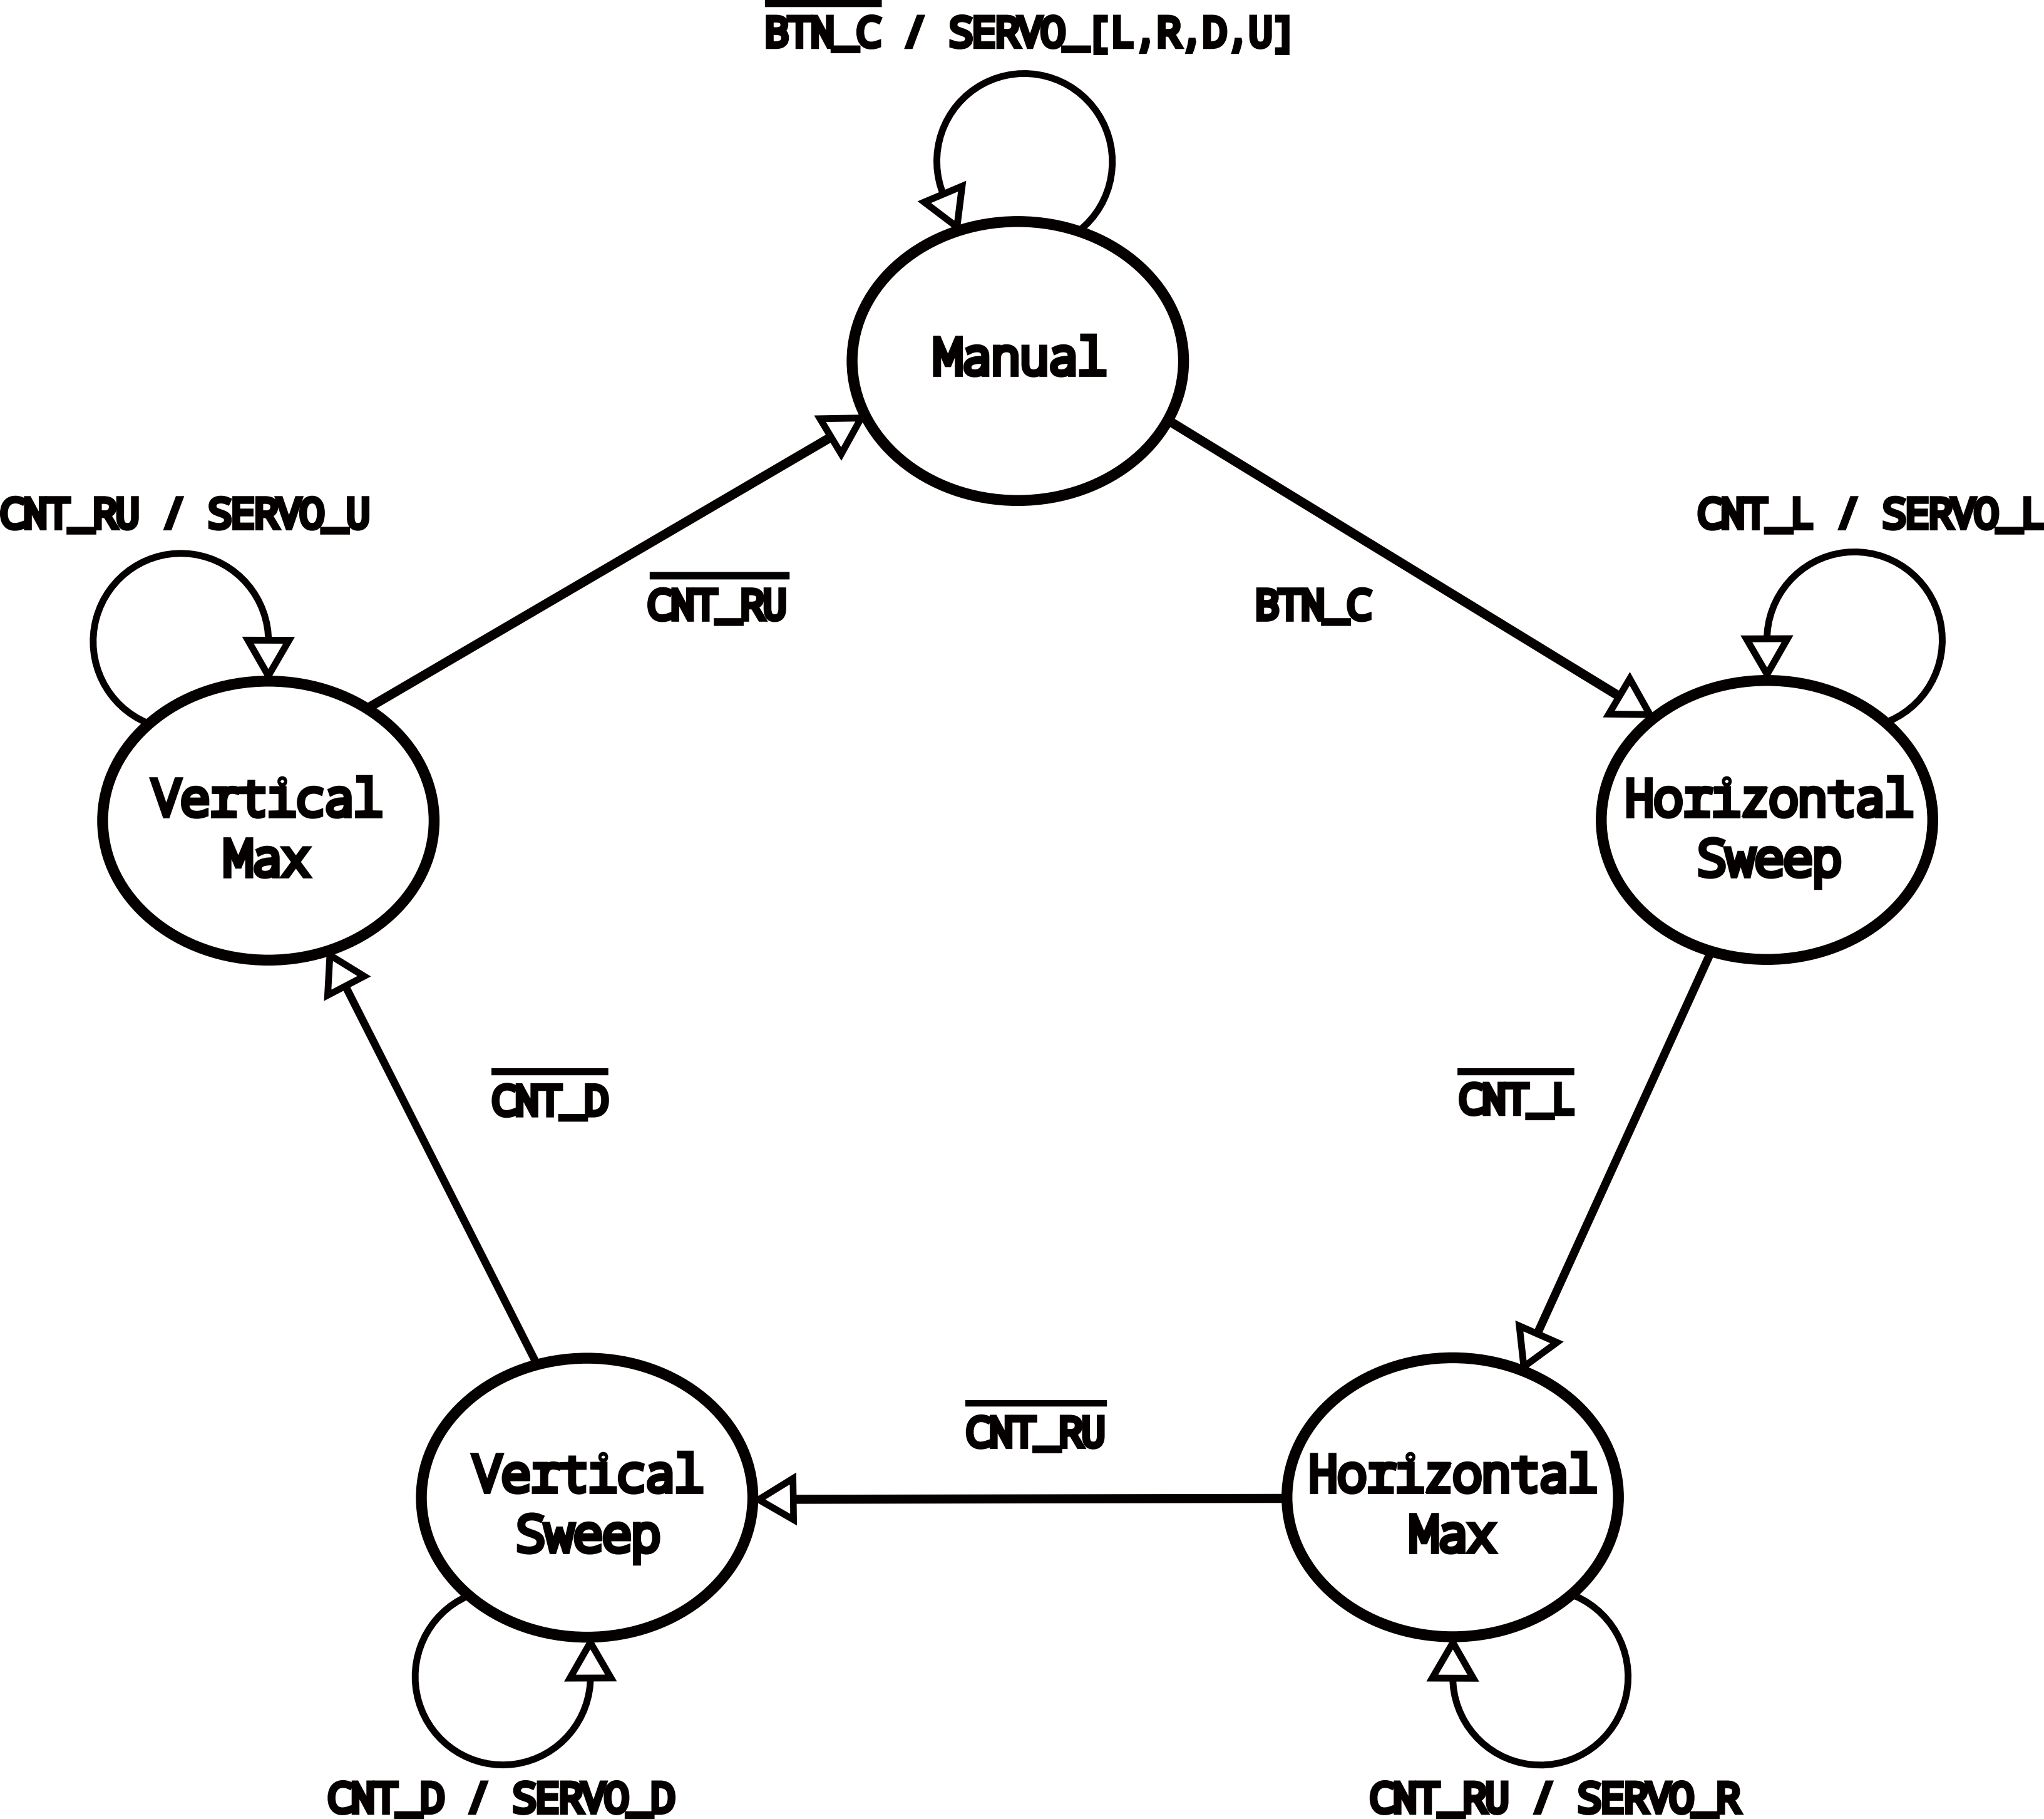 BTN_C / SERVO_[L,R,D,U]
Manual
CNT_RU / SERVO_U
CNT_L / SERVO_L
CNT_RU
BTN_C
Vertical
Max
Horizontal
Sweep
CNT_D
CNT_L
CNT_RU
Vertical
Sweep
Horizontal
Max
CNT_D / SERVO_D
CNT_RU / SERVO_R